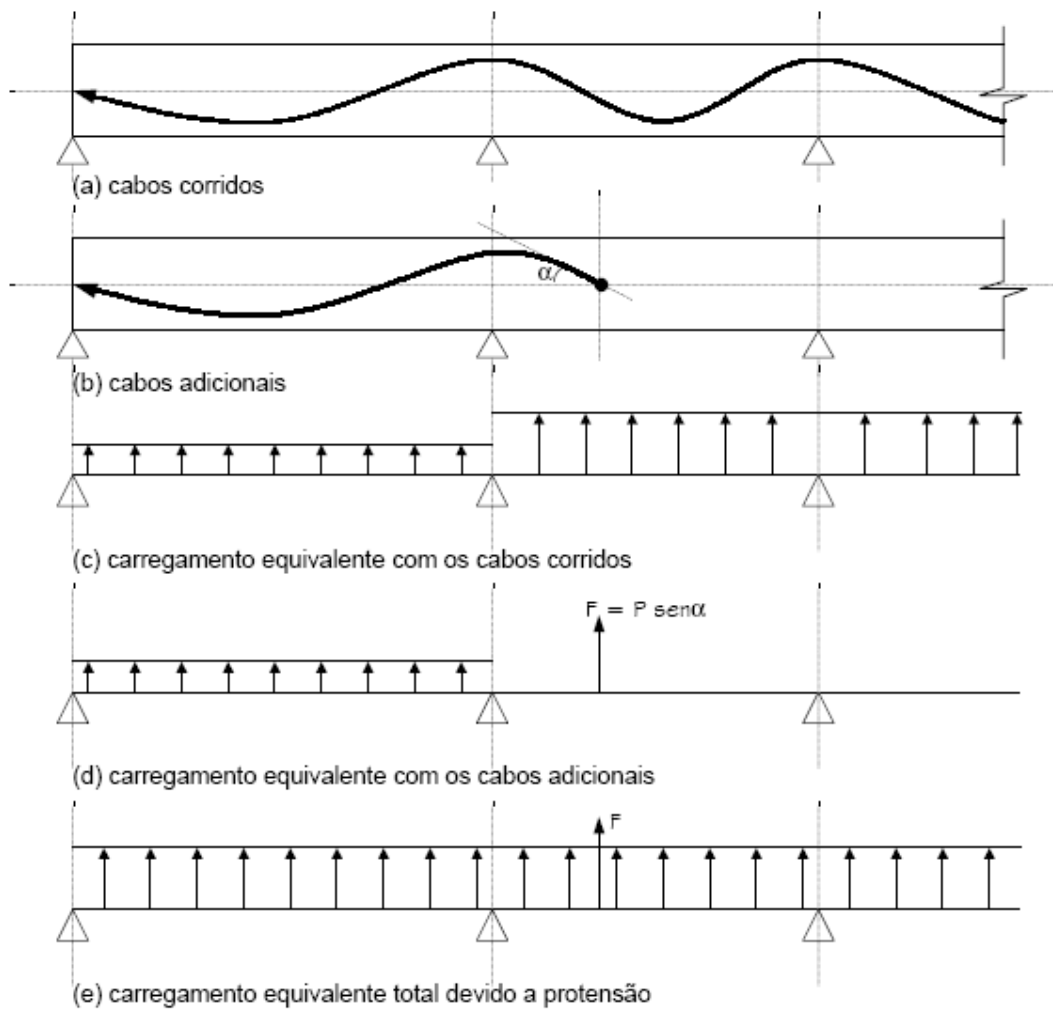 (a) cabos corridos
α
(b) cabos adicionais
(c) carregamento equivalente com os cabos corridos
F = P senα
(d) carregamento equivalente com os cabos adicionais
F
(e) carregamento equivalente total devido a protensão